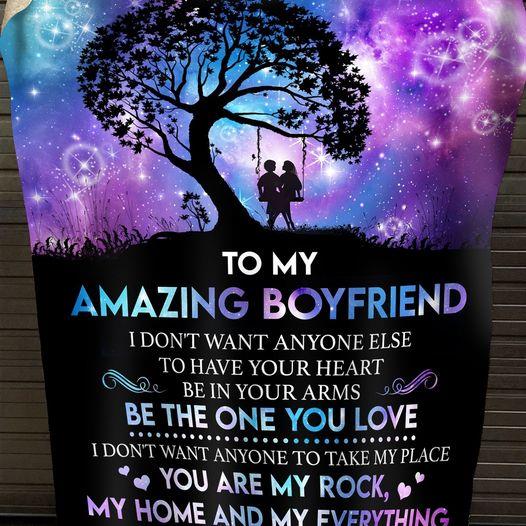 TO MY
AMAZING BOYFRIEND
I DON'T WANT ANYONE ELSE
TO HAVE YOUR HEART
BE IN YOUR ARMS
BE THE ONE YOU LOVE
I DON'T WANT ANYONE TO TAKE MY PLACE
YOU ARE MY ROCK,
MY HOME AND MY EVERYTHING